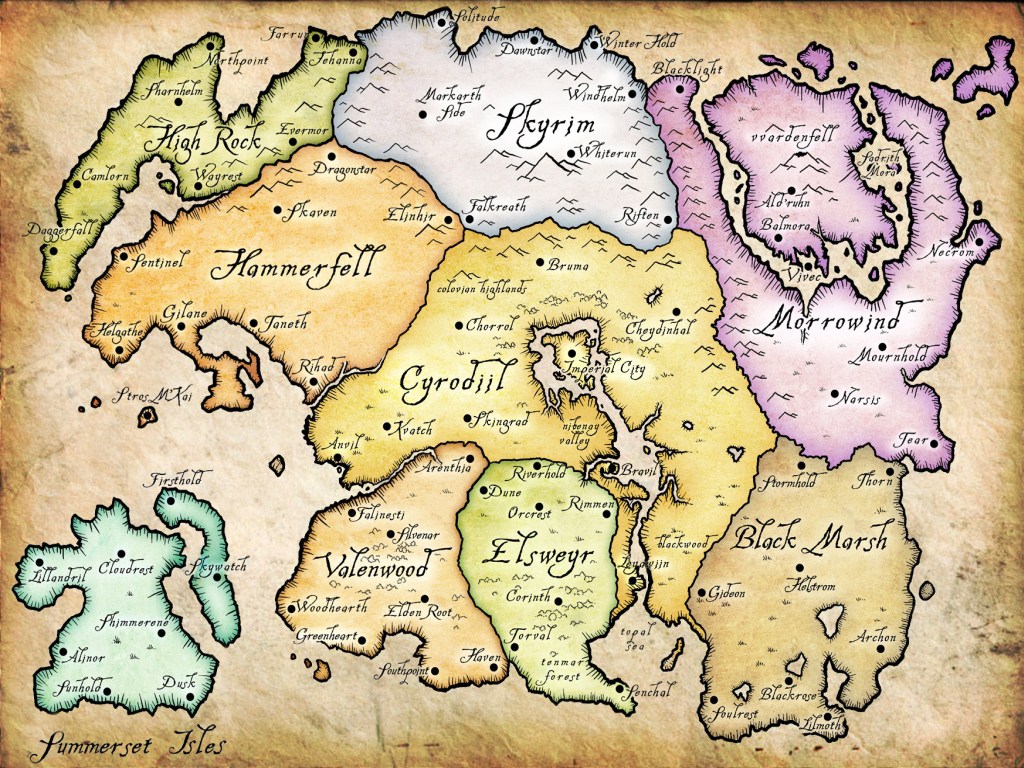 Solitude
Farrun
Northpoint
Jehanna
Dawnstar
Winter Hold
Blacklight
Pharnhelm
Markarth
Side
Windhelm
High Rock
Evermor
Skyrim
Whiterun
vvardenfell
Sadrith
Mora
Camlorn
Wayrest
Dragonstar
Ald'ruhn
Daggerfall
Skaven
Elinhir
Falkreath
Riften
Balmora
Necrom
Sentinel
Hammerfell
Bruma
Vivec
colovian highlands
Gilane
Taneth
Helgathe
Chorrol
Cheydinhal
Morrowind
Mournhold
Rihad
Cyrodiil
Imperial City
Stros M'Kai
Narsis
Kvatch
Skingrad
nibenay
valley
Anvil
Tear
Arenthia
Riverhold
Bravil
Stormhold
Thorn
Firsthold
Dune
Orcrest
Rimmen
Falinesti
Silvenar
Cloudrest
Lillandril
Skywatch
Valenwood
Elsweyr
blackwood
Black Marsh
Leyawiin
Helstrom
Gideon
Woodhearth
Elden Root
Corinth
Shimmerene
Greenheart
Torval
topal
sea
Archon
Alinor
Haven
tenmar
forest
Southpoint
Senchal
Sunhold
Dusk
Blackrose
Soulrest
Lilmoth
Summerset Isles